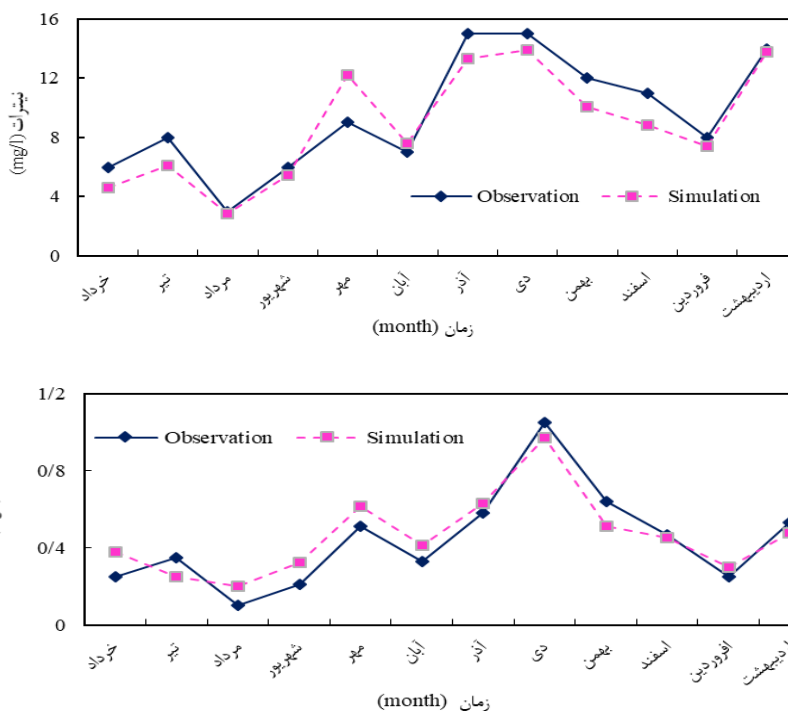 16
12
8
4
0
نیترات (mg/l)
Observation
Simulation
خرداد
تیر
مرداد
شهریور
مهر
آبان
آذر
دی
بهمن
اسفند
فروردین
اردیبهشت
زمان (month)
1/2
0/8
0/4
0
Observation
Simulation
خرداد
تیر
مرداد
شهریور
مهر
آبان
آذر
دی
بهمن
اسفند
افروردین
ردیبهشت
زمان (month)